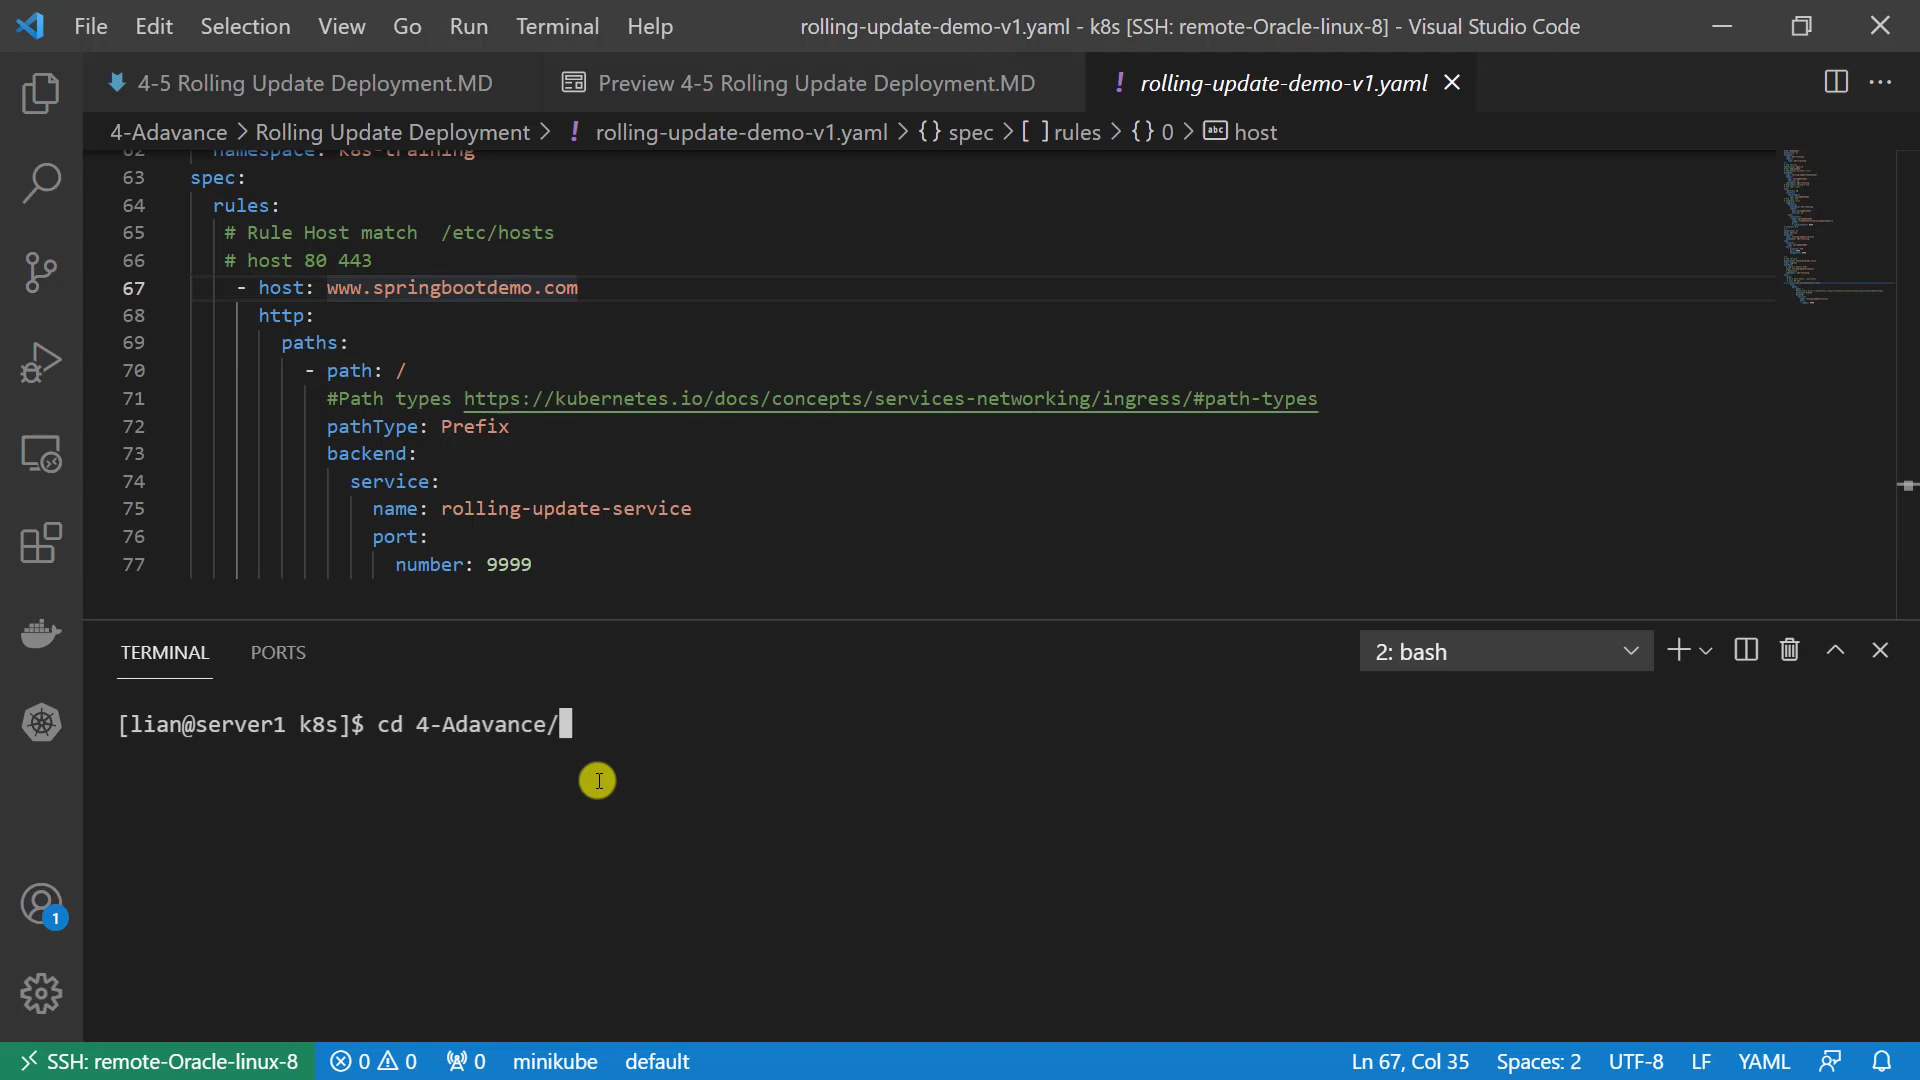 File Edit Selection View Go Run Terminal Help
rolling-update-demo-v1.yaml - k8s [SSH: remote-Oracle-linux-8] - Visual Studio Code
4-5 Rolling Update Deployment.MD
Preview 4-5 Rolling Update Deployment.MD
! rolling-update-demo-v1.yaml
4-Adavance > Rolling Update Deployment > ! rolling-update-demo-v1.yaml > {} spec > [ ] rules > {} 0 > abc host
62 namespace: k8s-training
63 spec:
64 rules:
65 # Rule Host match  /etc/hosts
66 # host 80 443
67 - host: www.springbootdemo.com
68 http:
69 paths:
70 - path: /
71 #Path types https://kubernetes.io/docs/concepts/services-networking/ingress/#path-types
72 pathType: Prefix
73 backend:
74 service:
75 name: rolling-update-service
76 port:
77 number: 9999
TERMINAL PORTS
2: bash
[lian@server1 k8s]$ cd 4-Adavance/
1
SSH: remote-Oracle-linux-8 0 0 0 minikube default
Ln 67, Col 35 Spaces: 2 UTF-8 LF YAML